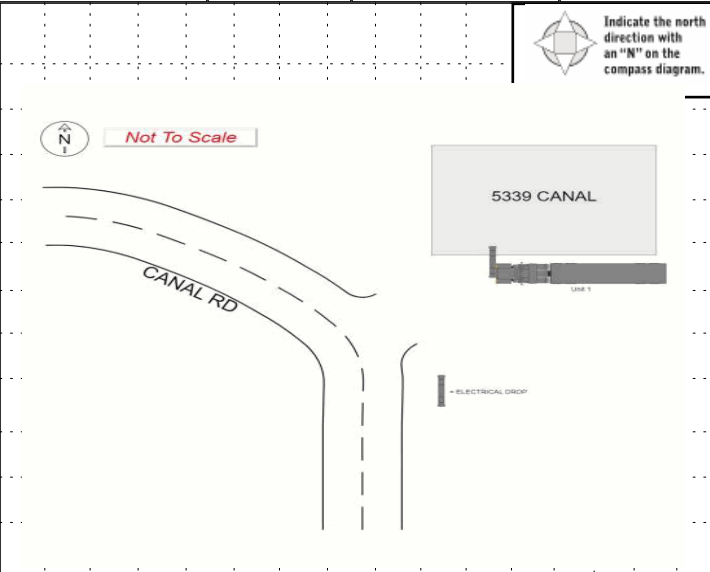 Indicate the north
direction with
an “N” on the
compass diagram.
N
Not To Scale
5339 CANAL
Unit 1
CANAL RD
= ELECTRICAL DROP